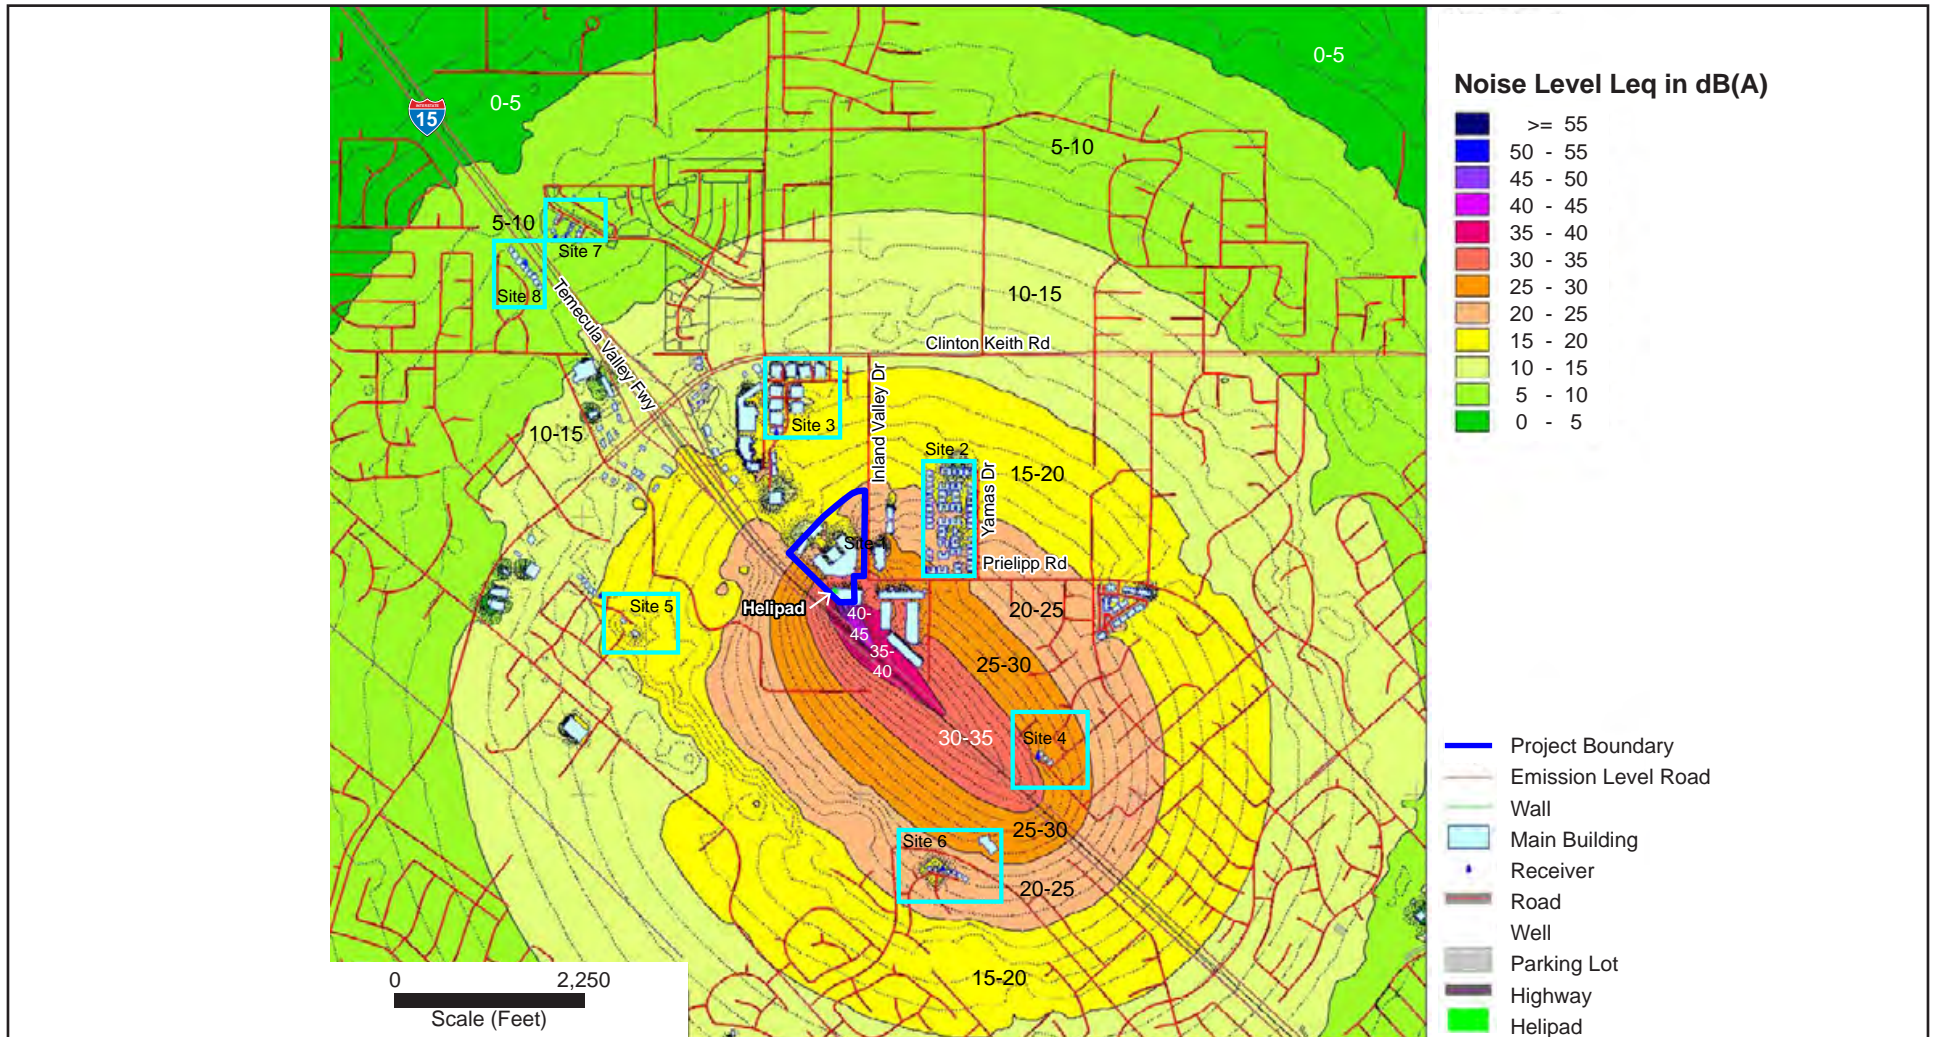 0-5
0-5
INTERSTATE
15
5-10
5-10
Site 7
Site 8
Temecula Valley Fwy
10-15
Clinton Keith Rd
Inland Valley Dr
Site 3
10-15
Site 2
15-20
Yamas Dr
Site 1
Prielipp Rd
Helipad
Site 5
40-
45
20-25
35-
40
25-30
30-35
Site 4
25-30
Site 6
20-25
15-20
0 2,250
Scale (Feet)
Noise Level Leq in dB(A)
>= 55
50 - 55
45 - 50
40 - 45
35 - 40
30 - 35
25 - 30
20 - 25
15 - 20
10 - 15
5 - 10
0 - 5
Project Boundary
Emission Level Road
Wall
Main Building
Receiver
Road
Well
Parking Lot
Highway
Helipad